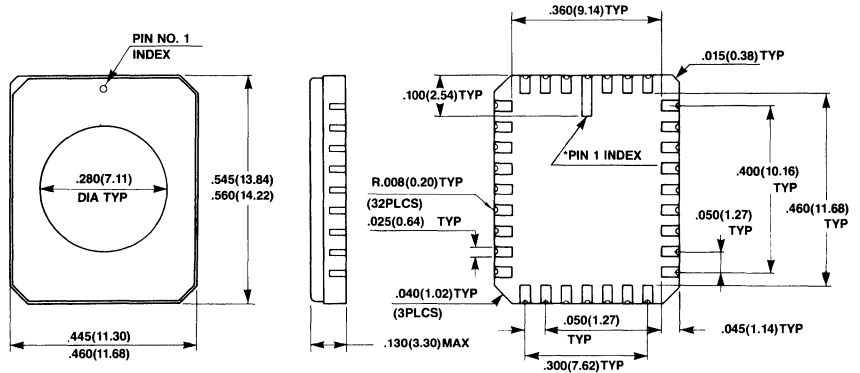 PIN NO. 1
INDEX
.280(7.11)
DIA TYP
.545(13.84)
.560(14.22)
.445(11.30)
.460(11.68)
.130(3.30) MAX
.360(9.14) TYP
.015(0.38) TYP
.100(2.54) TYP
*PIN 1 INDEX
R.008(0.20) TYP
(32PLCS)
.025(0.64) TYP
.040(1.02) TYP
(3PLCS)
.400(10.16)
TYP
.050(1.27)
TYP
.460(11.68)
TYP
.050(1.27)
TYP
.045(1.14) TYP
.300(7.62) TYP